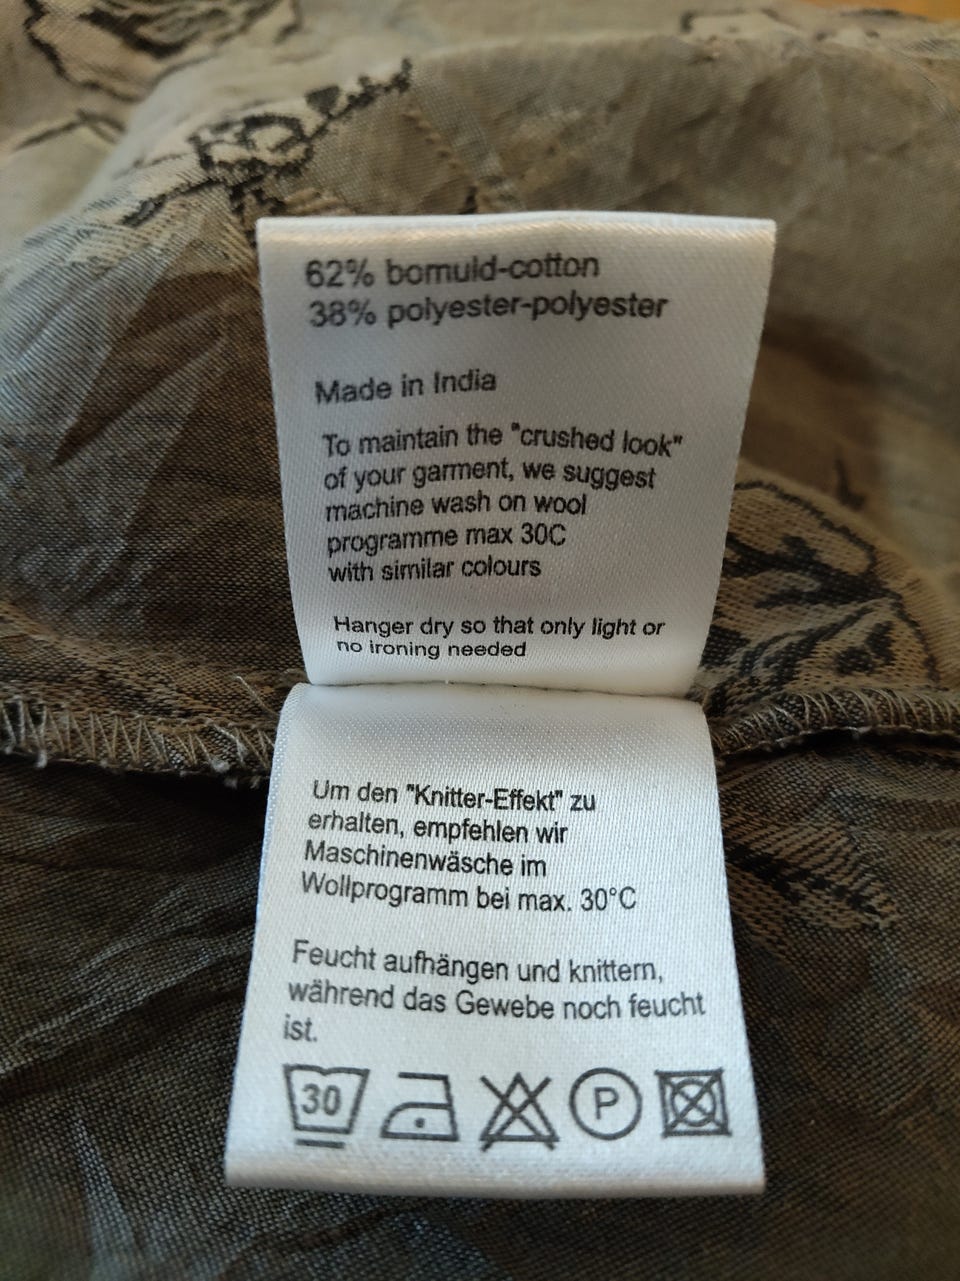 62% bomuld-cotton
38% polyester-polyester
Made in India
To maintain the "crushed look"
of your garment, we suggest
machine wash on wool
programme max 30C
with similar colours
Hanger dry so that only light or
no ironing needed
Um den "Knitter-Effekt" zu
erhalten, empfehlen wir
Maschinenwäsche im
Wollprogramm bei max. 30°C
Feucht aufhängen und knittern,
während das Gewebe noch feucht
ist.
30 P